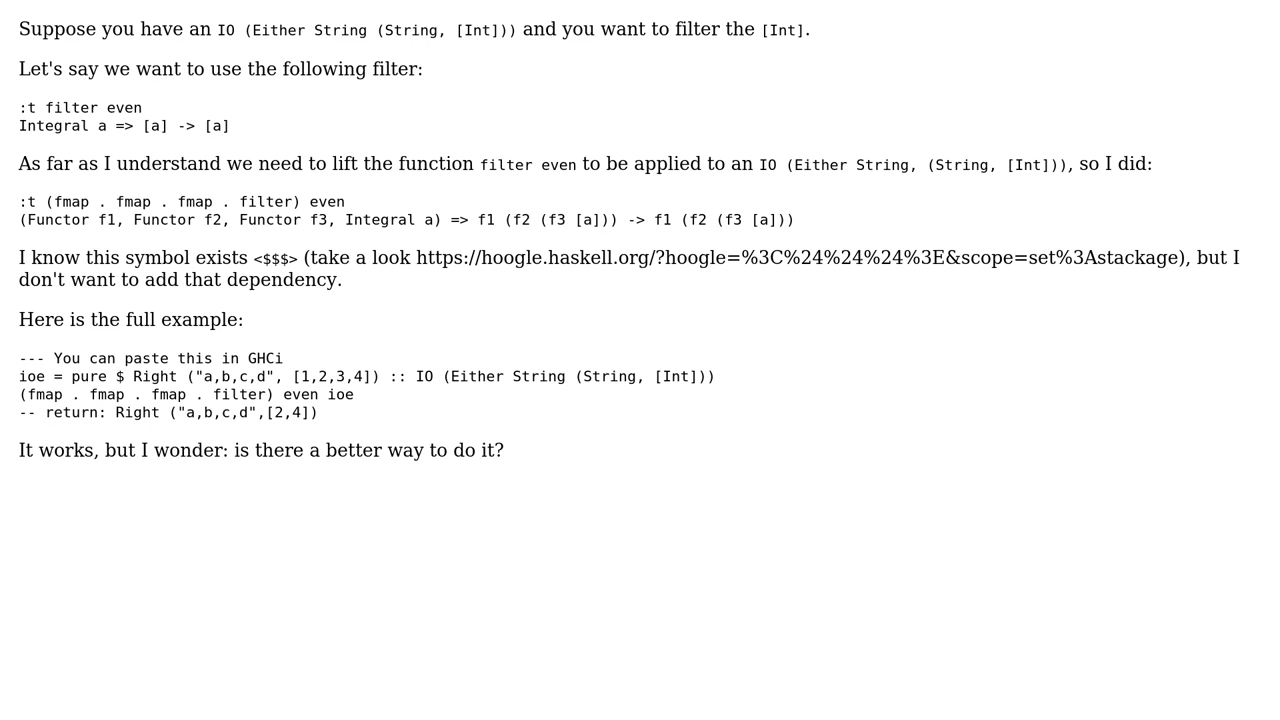 Suppose you have an IO (Either String (String, [Int])) and you want to filter the [Int].
Let's say we want to use the following filter:
:t filter even
Integral a => [a] -> [a]
As far as I understand we need to lift the function filter even to be applied to an IO (Either String, (String, [Int])), so I did:
:t (fmap . fmap . fmap . filter) even
(Functor f1, Functor f2, Functor f3, Integral a) => f1 (f2 (f3 [a])) -> f1 (f2 (f3 [a]))
I know this symbol exists <$$$> (take a look https://hoogle.haskell.org/?hoogle=%3C%24%24%24%3E&scope=set%3Astackage), but I
don't want to add that dependency.
Here is the full example:
--- You can paste this in GHCi
ioe = pure $ Right ("a,b,c,d", [1,2,3,4]) :: IO (Either String (String, [Int]))
(fmap . fmap . fmap . filter) even ioe
-- return: Right ("a,b,c,d",[2,4])
It works, but I wonder: is there a better way to do it?